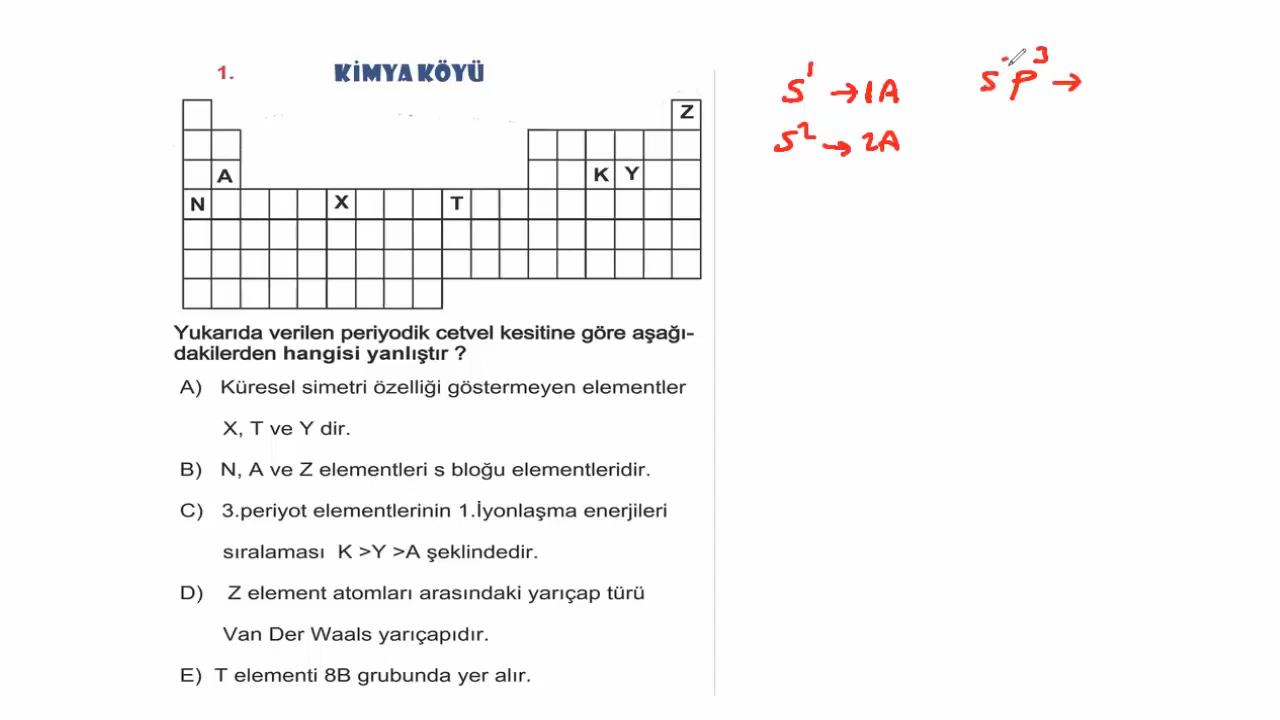 1. KİMYA KÖYÜ
Z
A K Y
N X T
Yukarıda verilen periyodik cetvel kesitine göre aşağı-
dakilerden hangisi yanlıştır ?
A) Küresel simetri özelliği göstermeyen elementler
X, T ve Y dir.
B) N, A ve Z elementleri s bloğu elementleridir.
C) 3.periyot elementlerinin 1.İyonlaşma enerjileri
sıralaması K >Y >A şeklindedir.
D) Z element atomları arasındaki yarıçap türü
Van Der Waals yarıçapıdır.
E) T elementi 8B grubunda yer alır.
s¹ → 1A
s² → 2A
s p³ →